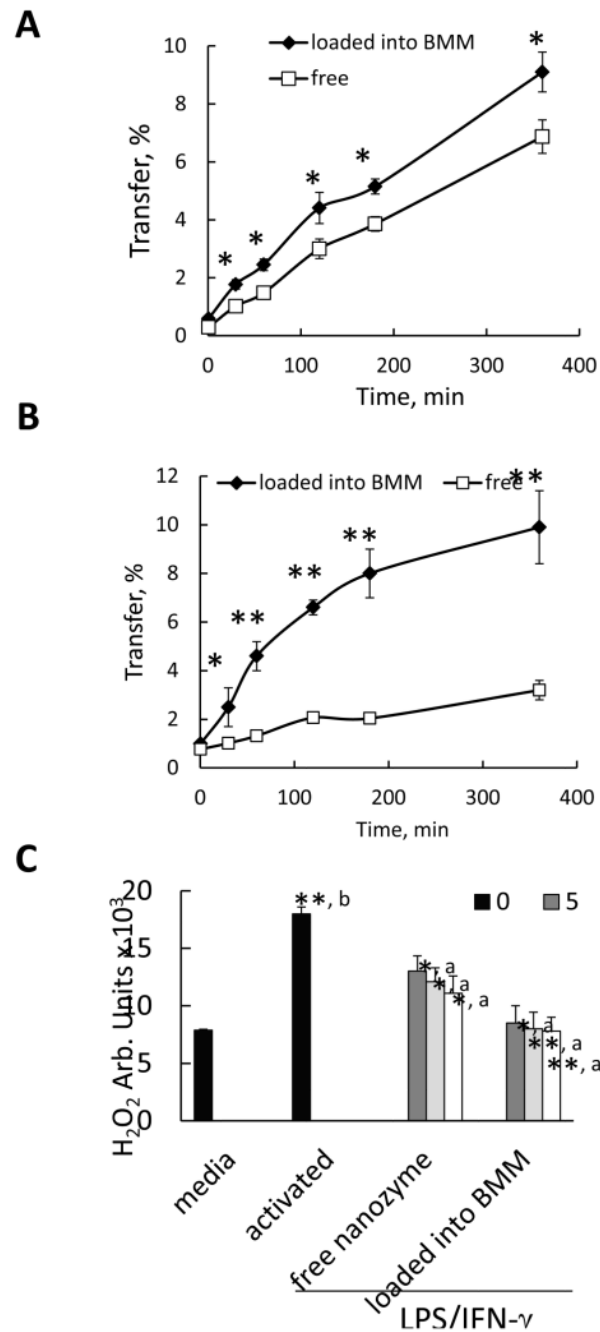 A
loaded into BMM
free
Transfer, %
10
8
6
4
2
0
*
*
*
*
*
0
100
200
300
400
Time, min
B
loaded into BMM
free
Transfer, %
12
10
8
6
4
2
0
*
**
**
**
**
0
100
200
300
400
Time, min
C
H₂O₂ Arb. Units x10³
20
15
10
5
0
0
5
**, b
*, a
*, a
*, a
*, a
**, a
**, a
media
activated
free nanozyme
loaded into BMM
LPS/IFN-γ